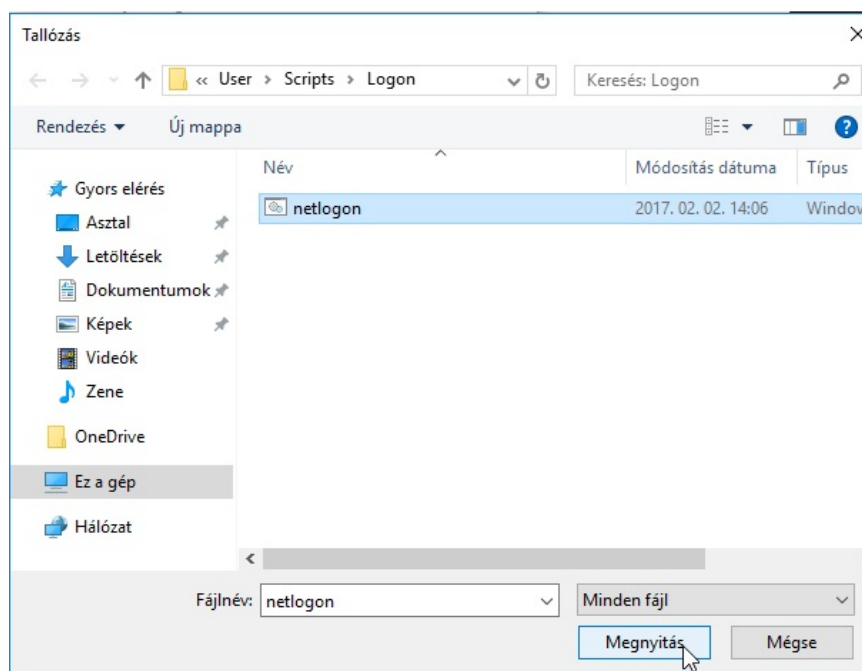 Tallózás
« User > Scripts > Logon
Keresés: Logon
Rendezés
Új mappa
Név
Módosítás dátuma
Típus
netlogon
2017. 02. 02. 14:06
Window
Gyors elérés
Asztal
Letöltések
Dokumentumok
Képek
Videók
Zene
OneDrive
Ez a gép
Hálózat
Fájlnév: netlogon
Minden fájl
Megnyitás
Mégse